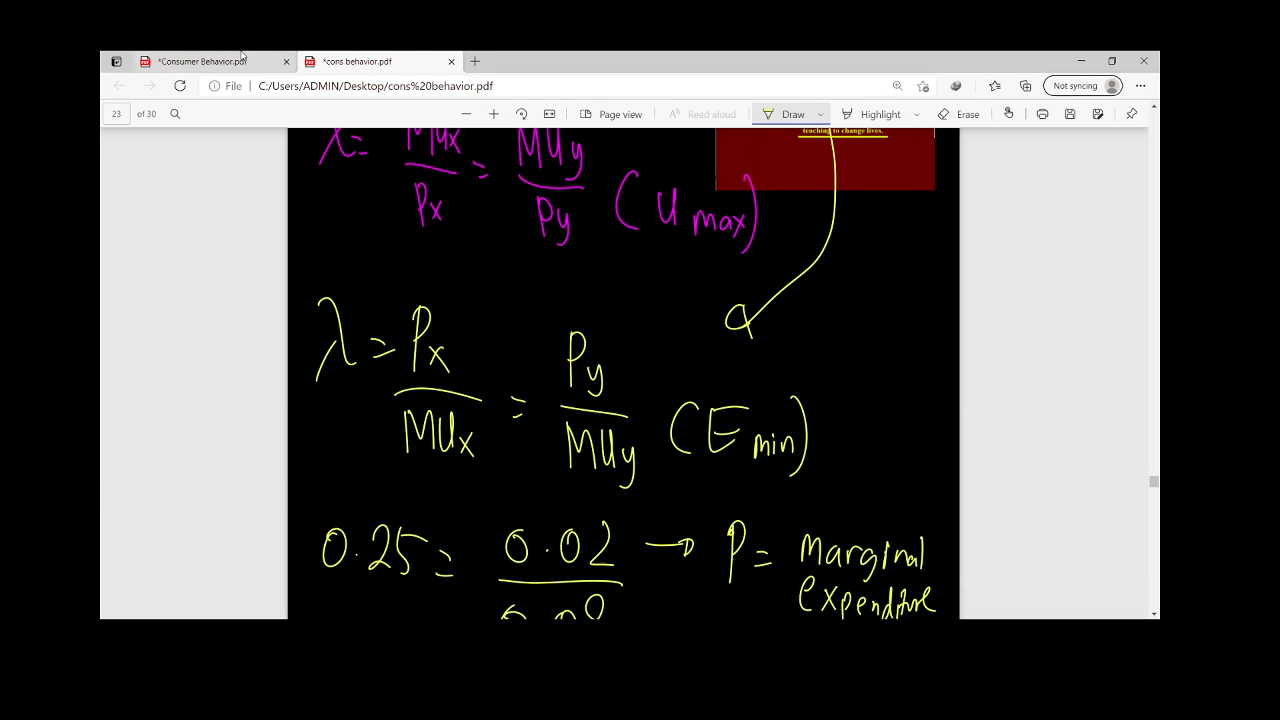 *Consumer Behavior.pdf
*cons behavior.pdf
File C:/Users/ADMIN/Desktop/cons%20behavior.pdf Not syncing
23 of 30 Page view Read aloud Draw Highlight Erase
teaching to change lives.
λ = MUx / Px = MUy / Py (U max)
λ = Px / MUx = Py / MUy (E min)
0.25 = 0.02 → P = marginal
expenditure